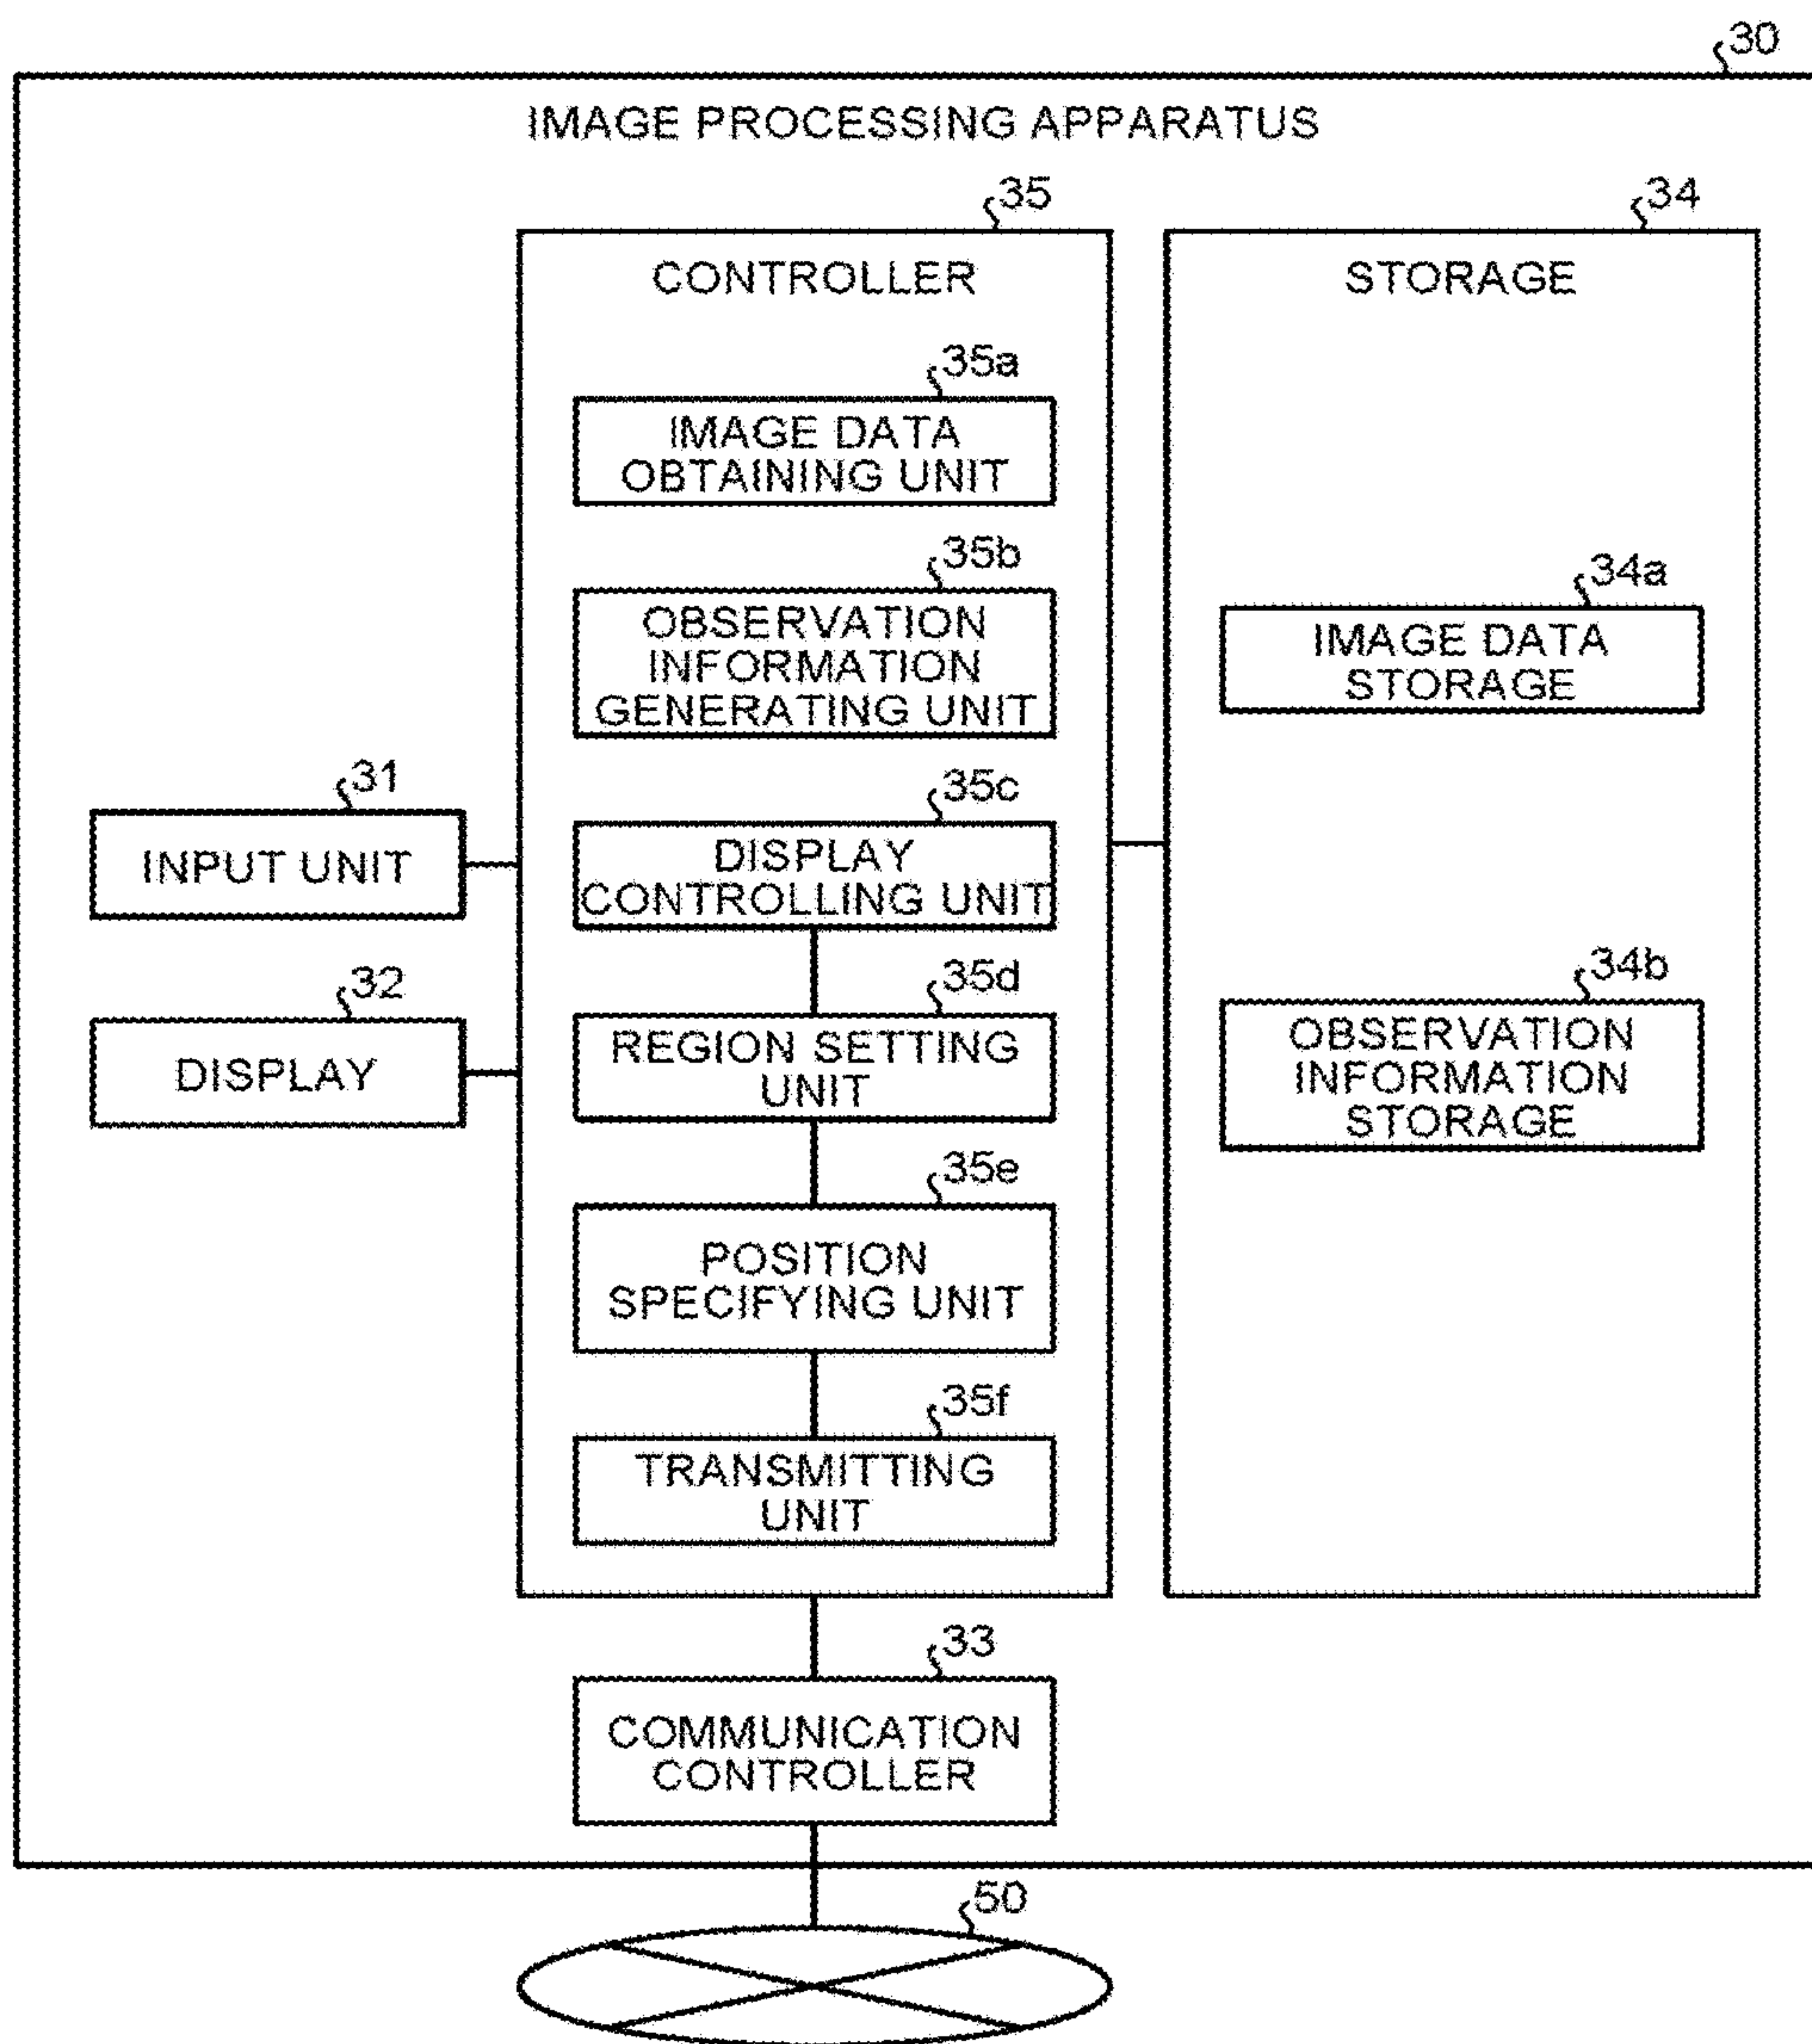 30
IMAGE PROCESSING APPARATUS
35
CONTROLLER
35a
IMAGE DATA
OBTAINING UNIT
35b
OBSERVATION
INFORMATION
GENERATING UNIT
35c
DISPLAY
CONTROLLING UNIT
35d
REGION SETTING
UNIT
35e
POSITION
SPECIFYING UNIT
35f
TRANSMITTING
UNIT
34
STORAGE
34a
IMAGE DATA
STORAGE
34b
OBSERVATION
INFORMATION
STORAGE
31
INPUT UNIT
32
DISPLAY
33
COMMUNICATION
CONTROLLER
50